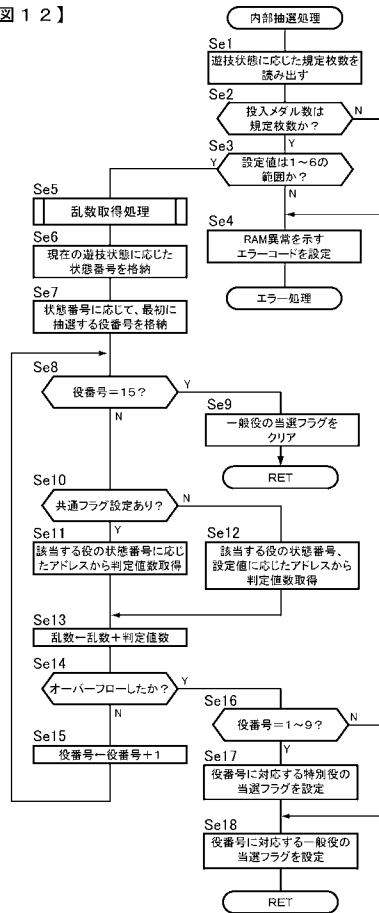 図12】
内部抽選処理
Se1
遊技状態に応じた規定枚数を
読み出す
Se2
投入メダル数は
規定枚数か?
N
Y
Se3
設定値は1~6の
範囲か?
Y
N
Se4
RAM異常を示す
エラーコードを設定
エラー処理
Se5
乱数取得処理
Se6
現在の遊技状態に応じた
状態番号を格納
Se7
状態番号に応じて、最初に
抽選する役番号を格納
Se8
役番号=15?
Y
N
Se9
一般役の当選フラグを
クリア
RET
Se10
共通フラグ設定あり?
N
Y
Se11
該当する役の状態番号に応じ
たアドレスから判定値数取得
Se12
該当する役の状態番号、
設定値に応じたアドレスから
判定値数取得
Se13
乱数←乱数+判定値数
Se14
オーバーフローしたか?
Y
N
Se15
役番号←役番号+1
Se16
役番号=1~9?
N
Y
Se17
役番号に対応する特別役の
当選フラグを設定
Se18
役番号に対応する一般役の
当選フラグを設定
RET